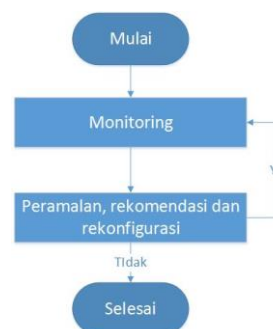 Mulai
Monitoring
Y
Peramalan, rekomendasi dan
rekonfigurasi
TIdak
Selesai